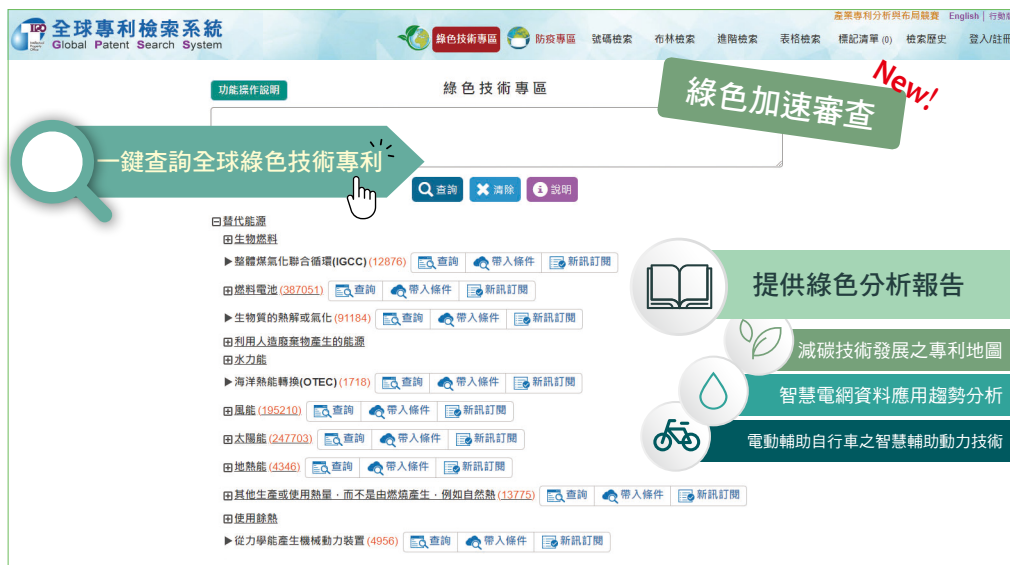 產業專利分析與布局競賽 English 行動版
全球專利檢索系統
Global Patent Search System
綠色技術專區 防疫專區 號碼檢索 布林檢索 進階檢索 表格檢索 標記清單 (0) 檢索歷史 登入/註冊
功能操作說明
綠色技術專區
綠色加速審查
New!
一鍵查詢全球綠色技術專利
查詢 清除 說明
替代能源
生物燃料
整體煤氣化聯合循環(IGCC) (12876) 查詢 帶入條件 新訊訂閱
燃料電池 (387051) 查詢 帶入條件 新訊訂閱
生物質的熱解或氣化 (91184) 查詢 帶入條件 新訊訂閱
利用人造廢棄物產生的能源
水力能
海洋熱能轉換(OTEC) (1718) 查詢 帶入條件 新訊訂閱
風能 (195210) 查詢 帶入條件 新訊訂閱
太陽能 (247703) 查詢 帶入條件 新訊訂閱
地熱能 (4346) 查詢 帶入條件 新訊訂閱
其他生產或使用熱量，而不是由燃燒產生，例如自然熱 (13775) 查詢 帶入條件 新訊訂閱
使用餘熱
從力學能產生機械動力裝置 (4956) 查詢 帶入條件 新訊訂閱
提供綠色分析報告
減碳技術發展之專利地圖
智慧電網資料應用趨勢分析
電動輔助自行車之智慧輔助動力技術